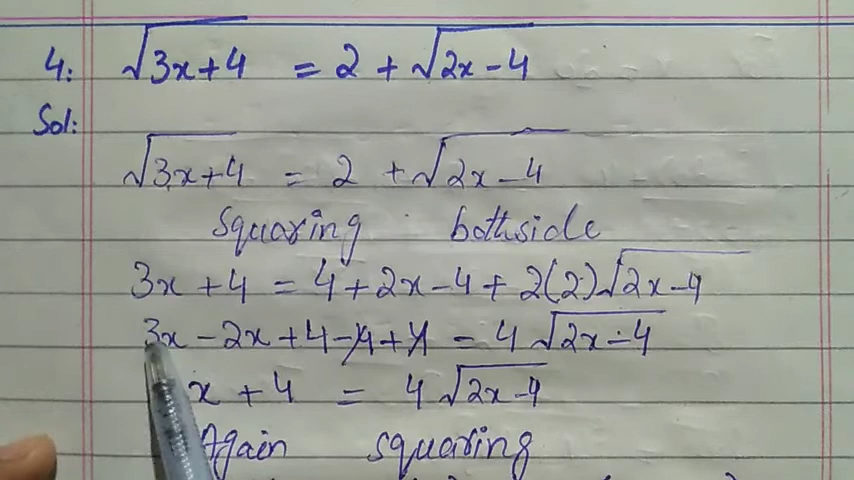 4: √3x+4 = 2 + √2x-4
Sol:
√3x+4 = 2 + √2x-4
Squaring bothside
3x +4 = 4+2x-4+2(2)√2x-4
3x-2x+4-4+4 = 4√2x-4
x +4 = 4√2x-4
Again squaring